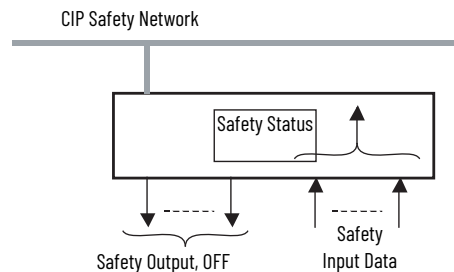 CIP Safety Network
Safety Status
Safety Output, OFF
Safety
Input Data